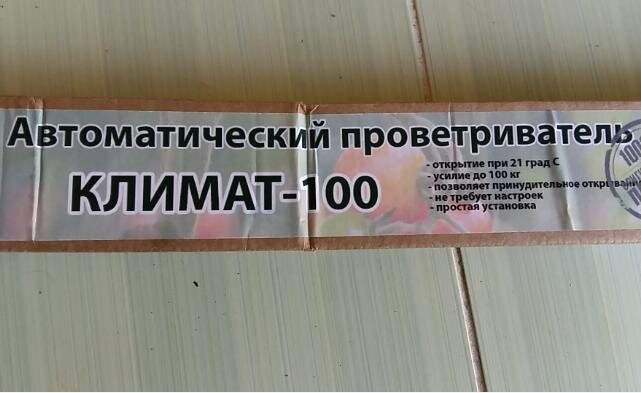 Автоматический проветриватель
КЛИМАТ-100
- открытие при 21 град С
- усилие до 100 кг
- позволяет принудительное открывани
- не требует настроек
- простая установка